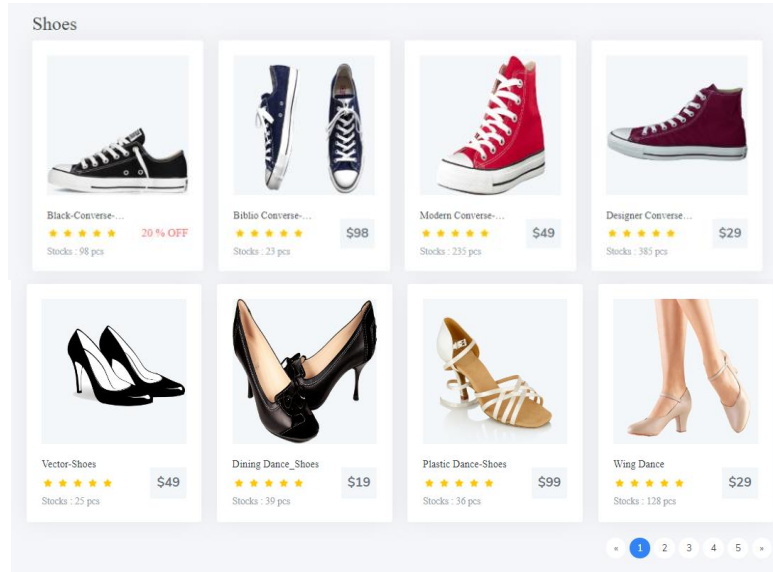 Shoes
Black-Converse-...
20 % OFF
Stocks : 98 pcs
Biblio Converse-...
$98
Stocks : 23 pcs
Modern Converse-...
$49
Stocks : 235 pcs
Designer Converse...
$29
Stocks : 385 pcs
Vector-Shoes
$49
Stocks : 25 pcs
Dining Dance_Shoes
$19
Stocks : 39 pcs
Plastic Dance-Shoes
$99
Stocks : 36 pcs
Wing Dance
$29
Stocks : 128 pcs
« 1 2 3 4 5 »